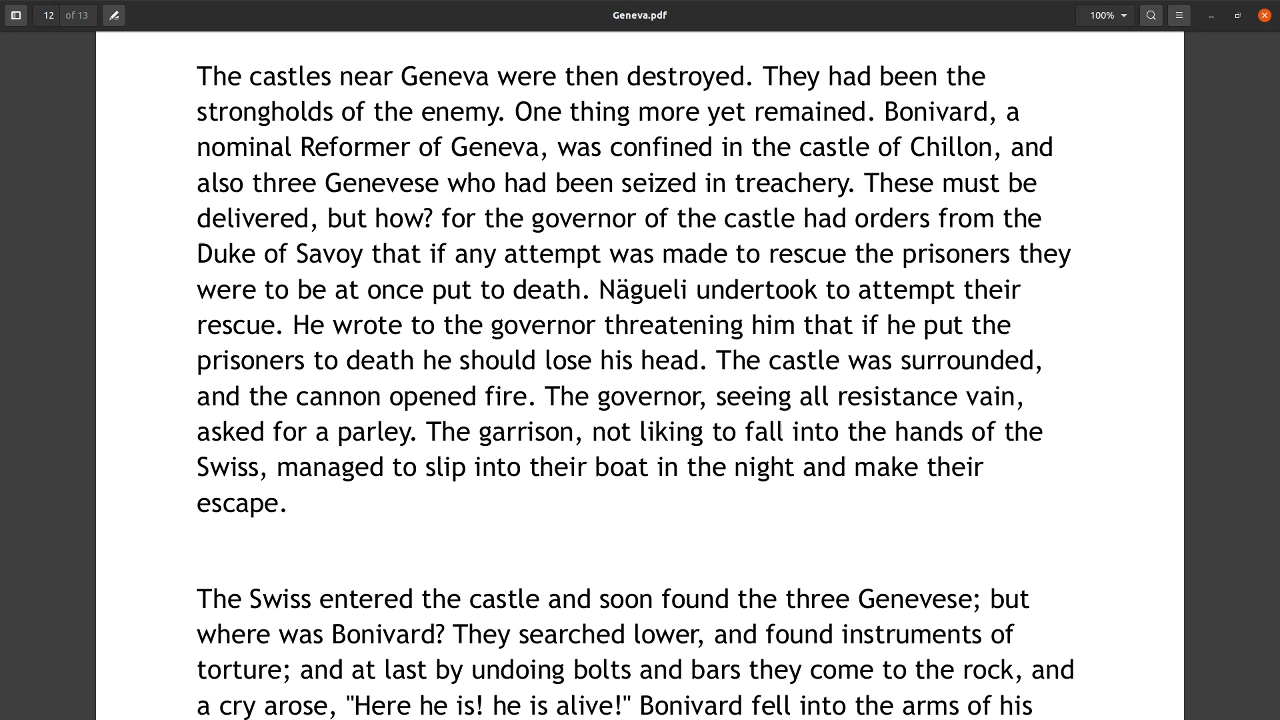 12 of 13
Geneva.pdf
100%
The castles near Geneva were then destroyed. They had been the
strongholds of the enemy. One thing more yet remained. Bonivard, a
nominal Reformer of Geneva, was confined in the castle of Chillon, and
also three Genevese who had been seized in treachery. These must be
delivered, but how? for the governor of the castle had orders from the
Duke of Savoy that if any attempt was made to rescue the prisoners they
were to be at once put to death. Nägueli undertook to attempt their
rescue. He wrote to the governor threatening him that if he put the
prisoners to death he should lose his head. The castle was surrounded,
and the cannon opened fire. The governor, seeing all resistance vain,
asked for a parley. The garrison, not liking to fall into the hands of the
Swiss, managed to slip into their boat in the night and make their
escape.
The Swiss entered the castle and soon found the three Genevese; but
where was Bonivard? They searched lower, and found instruments of
torture; and at last by undoing bolts and bars they come to the rock, and
a cry arose, "Here he is! he is alive!" Bonivard fell into the arms of his